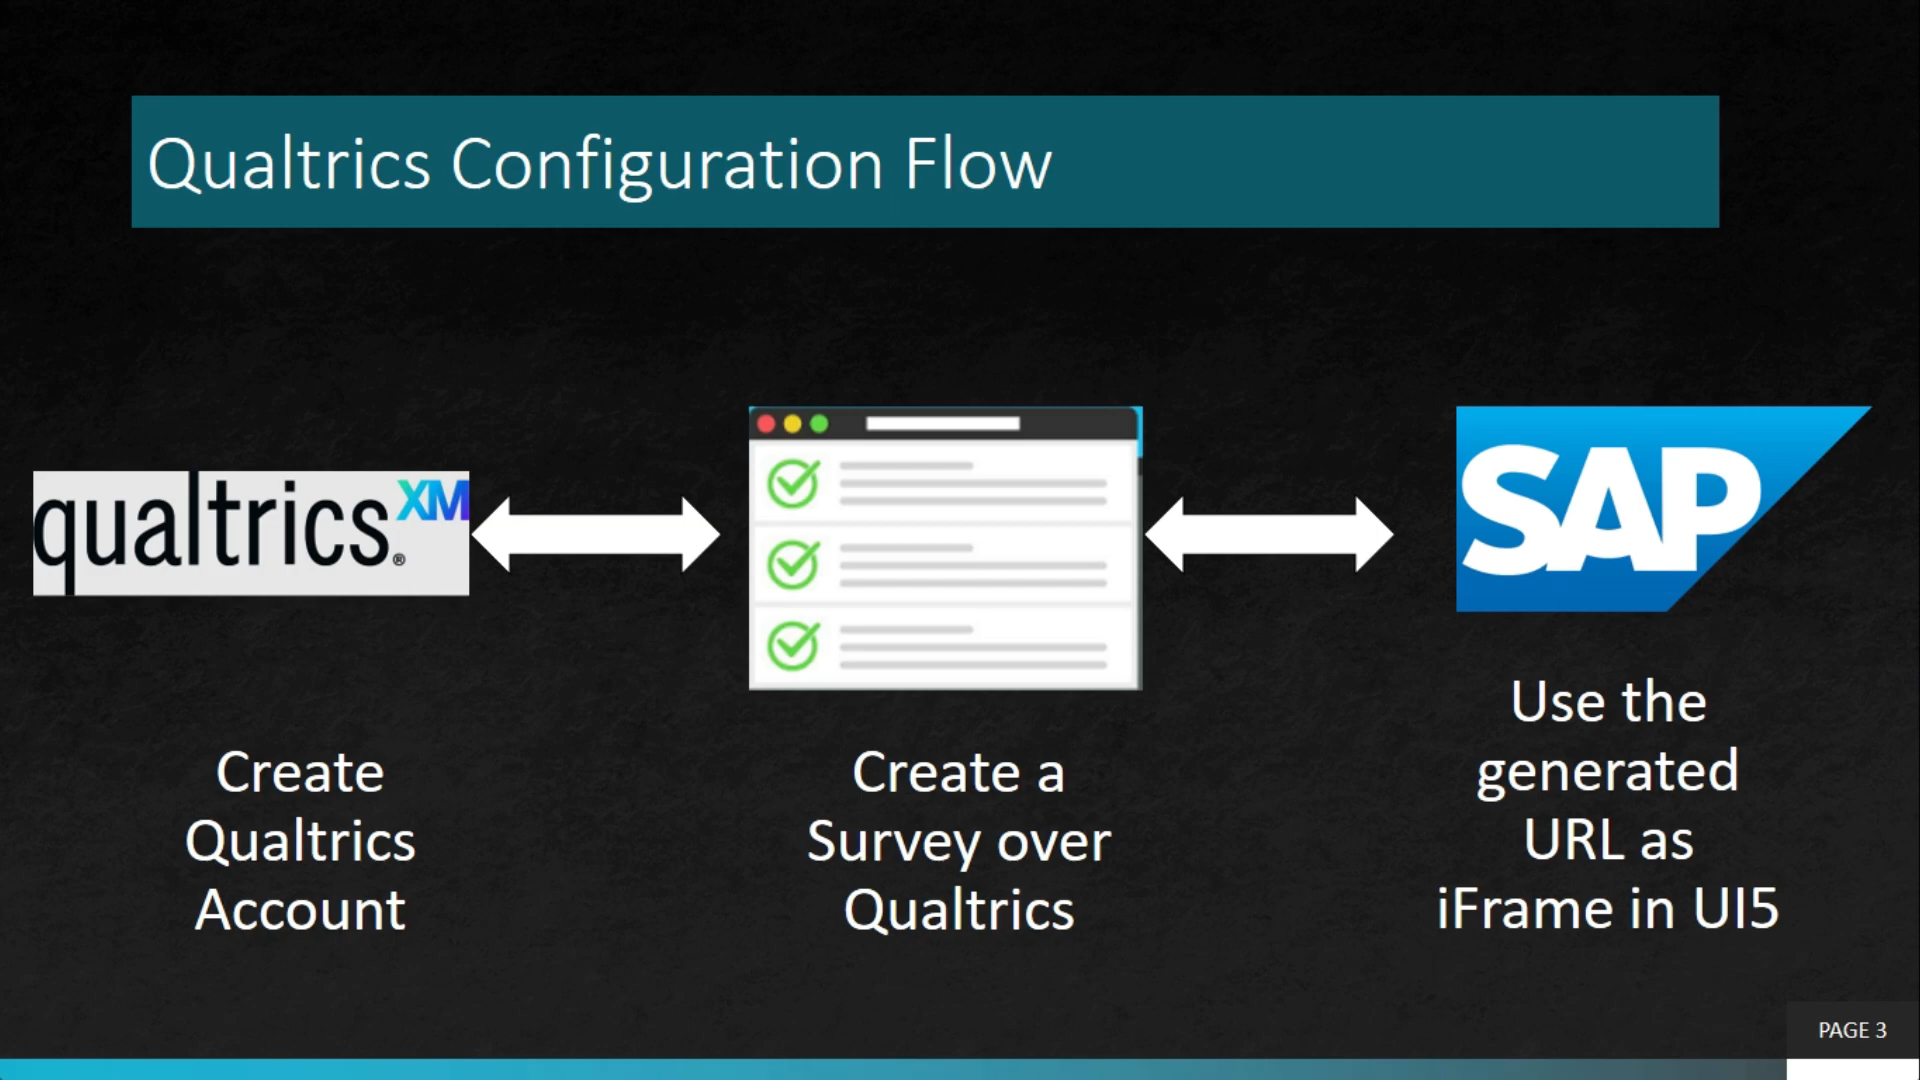 Qualtrics Configuration Flow
qualtrics.XM
®
SAP
Create
Qualtrics
Account
Create a
Survey over
Qualtrics
Use the
generated
URL as
iFrame in UI5
PAGE 3